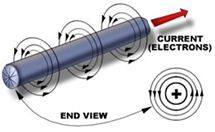 CURRENT
(ELECTRONS)
END VIEW
+